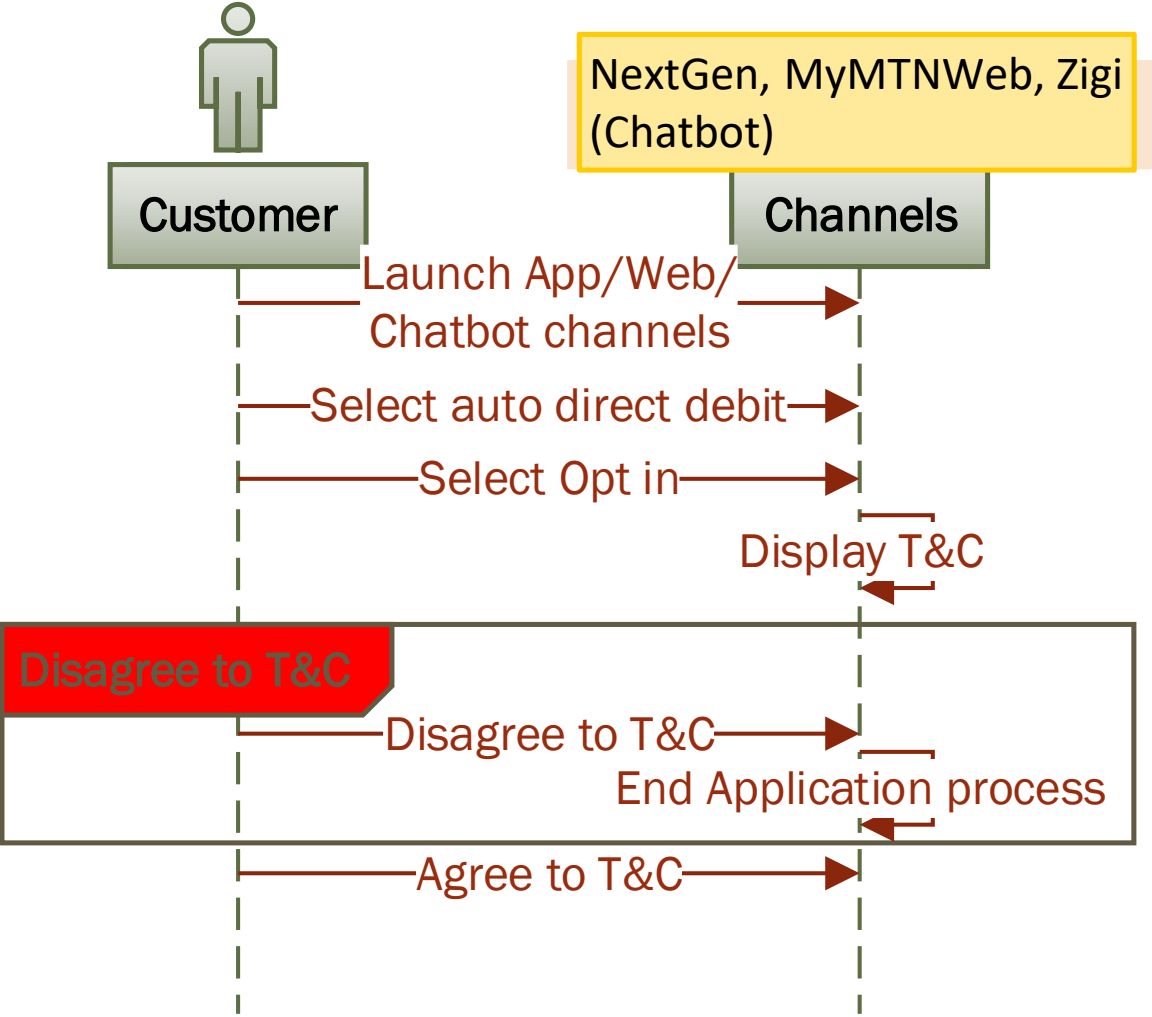 NextGen, MyMTNWeb, Zigi
(Chatbot)
Customer
Channels
Launch App/Web/
Chatbot channels
Select auto direct debit
Select Opt in
Display T&C
Disagree to T&C
Disagree to T&C
End Application process
Agree to T&C